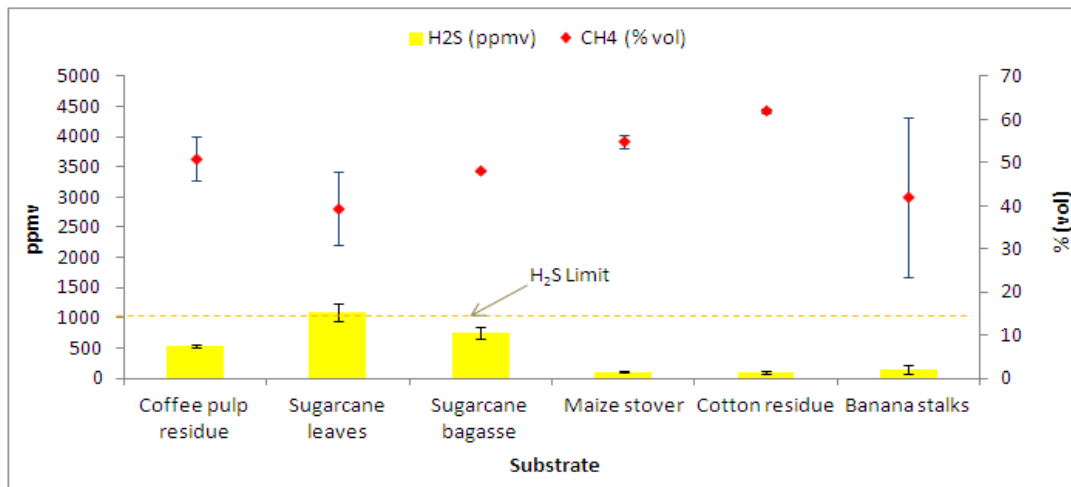 H2S (ppmv) CH4 (% vol)
5000 70
4500
4000 60
3500 50
3000 40
2500
2000 30
1500 20
1000
500 10
0 0
ppmv
% (vol)
H₂S Limit
Coffee pulp residue
Sugarcane leaves
Sugarcane bagasse
Maize stover
Cotton residue
Banana stalks
Substrate